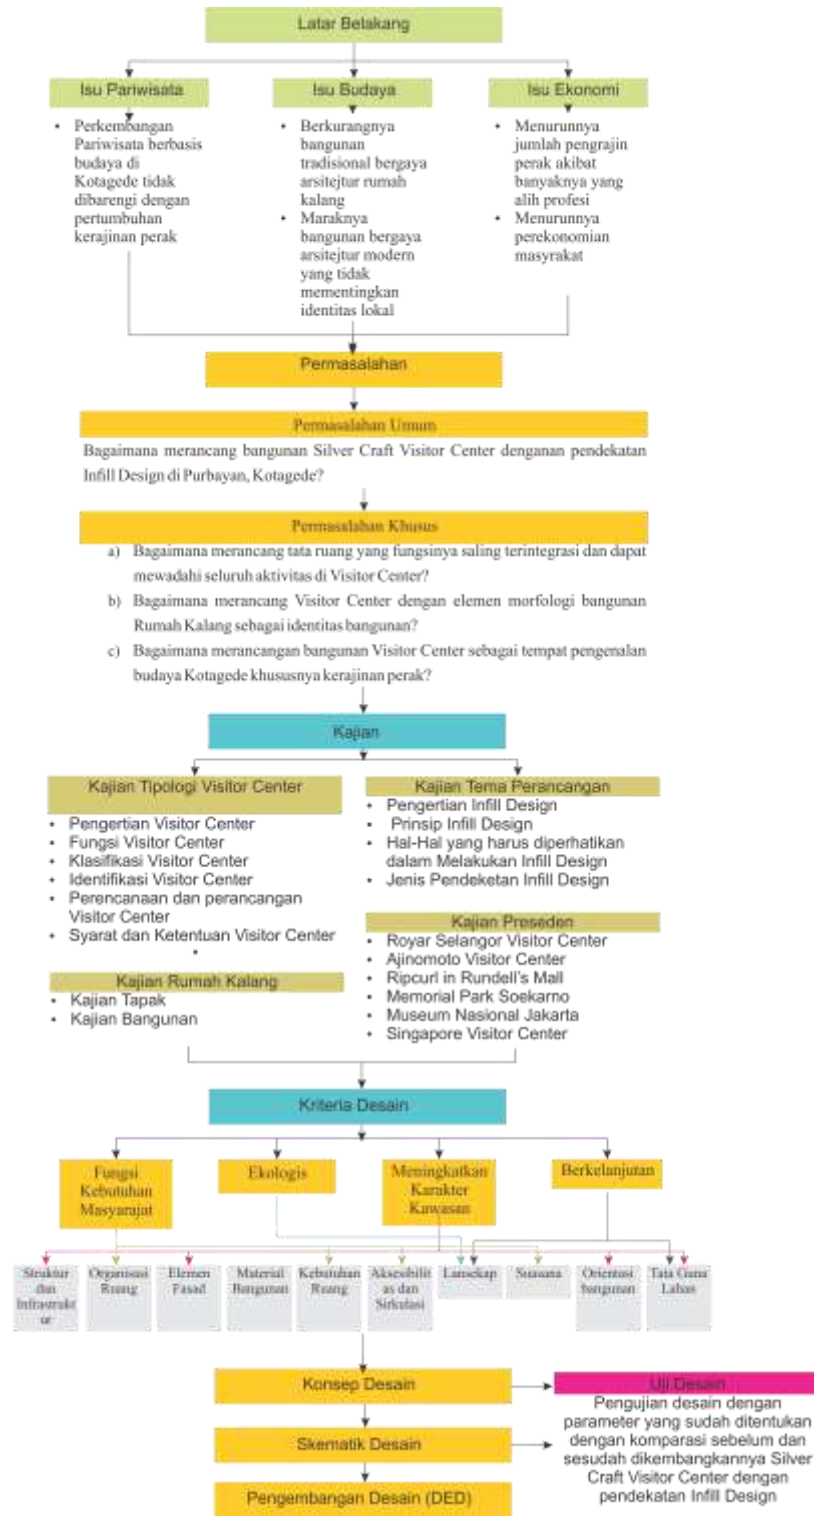 Latar Belakang
Isu Pariwisata
• Perkembangan
Pariwisata berbasis
budaya di
Kotagede tidak
dibarengi dengan
pertumbuhan
kerajinan perak
Isu Budaya
• Berkurangnya
bangunan
tradisional bergaya
arsitejtur rumah
kalang
• Maraknya
bangunan bergaya
arsitejtur modern
yang tidak
mementingkan
identitas lokal
Isu Ekonomi
• Menurunnya
jumlah pengrajin
perak akibat
banyaknya yang
alih profesi
• Menurunnya
perekonomian
masyrakat
Permasalahan
Permasalahan Umum
Bagaimana merancang bangunan Silver Craft Visitor Center denganan pendekatan
Infill Design di Purbayan, Kotagede?
Permasalahan Khusus
a) Bagaimana merancang tata ruang yang fungsinya saling terintegrasi dan dapat
mewadahi seluruh aktivitas di Visitor Center?
b) Bagaimana merancang Visitor Center dengan elemen morfologi bangunan
Rumah Kalang sebagai identitas bangunan?
c) Bagaimana merancangan bangunan Visitor Center sebagai tempat pengenalan
budaya Kotagede khususnya kerajinan perak?
Kajian
Kajian Tipologi Visitor Center
• Pengertian Visitor Center
• Fungsi Visitor Center
• Klasifikasi Visitor Center
• Identifikasi Visitor Center
• Perencanaan dan perancangan
Visitor Center
• Syarat dan Ketentuan Visitor Center
•
Kajian Rumah Kalang
• Kajian Tapak
• Kajian Bangunan
Kajian Tema Perancangan
• Pengertian Infill Design
• Prinsip Infill Design
• Hal-Hal yang harus diperhatikan
dalam Melakukan Infill Design
• Jenis Pendeketan Infill Design
Kajian Preseden
• Royar Selangor Visitor Center
• Ajinomoto Visitor Center
• Ripcurl in Rundell's Mall
• Memorial Park Soekarno
• Museum Nasional Jakarta
• Singapore Visitor Center
Kriteria Desain
Fungsi
Kebutuhan
Masyarajat
Ekologis
Meningkatkan
Karakter
Kawasan
Berkelanjutan
Struktur
dan
Infrastrukt
ur
Organisasi
Ruang
Elemen
Fasad
Material
Bangunan
Kebutuhan
Ruang
Aksesibilit
as dan
Sirkulasi
Lansekap
Suasana
Orientasi
bangunan
Tata Guna
Lahan
Konsep Desain
Skematik Desain
Pengembangan Desain (DED)
Uji Desain
Pengujian desain dengan
parameter yang sudah ditentukan
dengan komparasi sebelum dan
sesudah dikembangkannya Silver
Craft Visitor Center dengan
pendekatan Infill Design